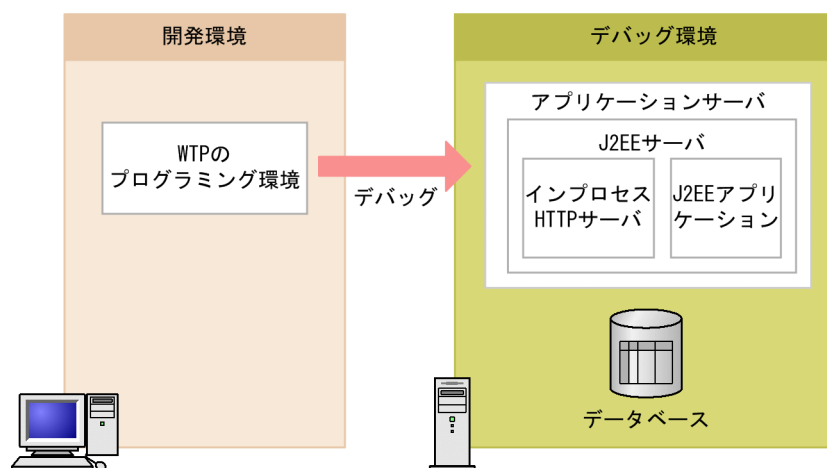 開発環境
WTPの
プログラミング環境
デバッグ
デバッグ環境
アプリケーションサーバ
J2EEサーバ
インプロセス
HTTPサーバ
J2EEアプリ
ケーション
データベース